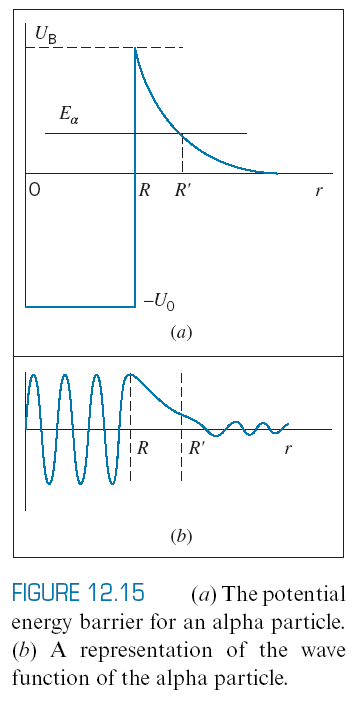 U_B
E_α
O R R′ r
–U_0
(a)
R R′ r
(b)
FIGURE 12.15 (a) The potential
energy barrier for an alpha particle.
(b) A representation of the wave
function of the alpha particle.